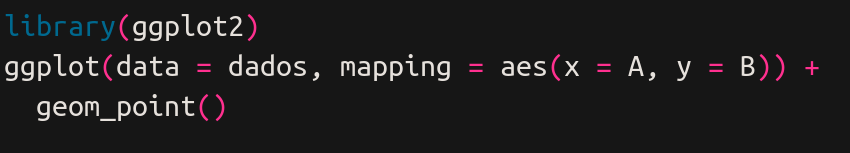 library(ggplot2)
ggplot(data = dados, mapping = aes(x = A, y = B)) +
  geom_point()